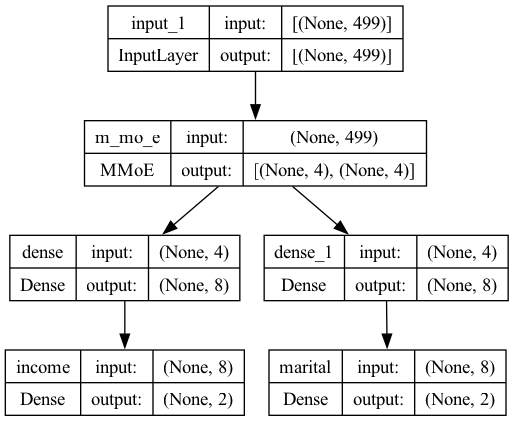 input_1 input: [(None, 499)]
InputLayer output: [(None, 499)]
m_mo_e input: (None, 499)
MMoE output: [(None, 4), (None, 4)]
dense input: (None, 4)
Dense output: (None, 8)
dense_1 input: (None, 4)
Dense output: (None, 8)
income input: (None, 8)
Dense output: (None, 2)
marital input: (None, 8)
Dense output: (None, 2)